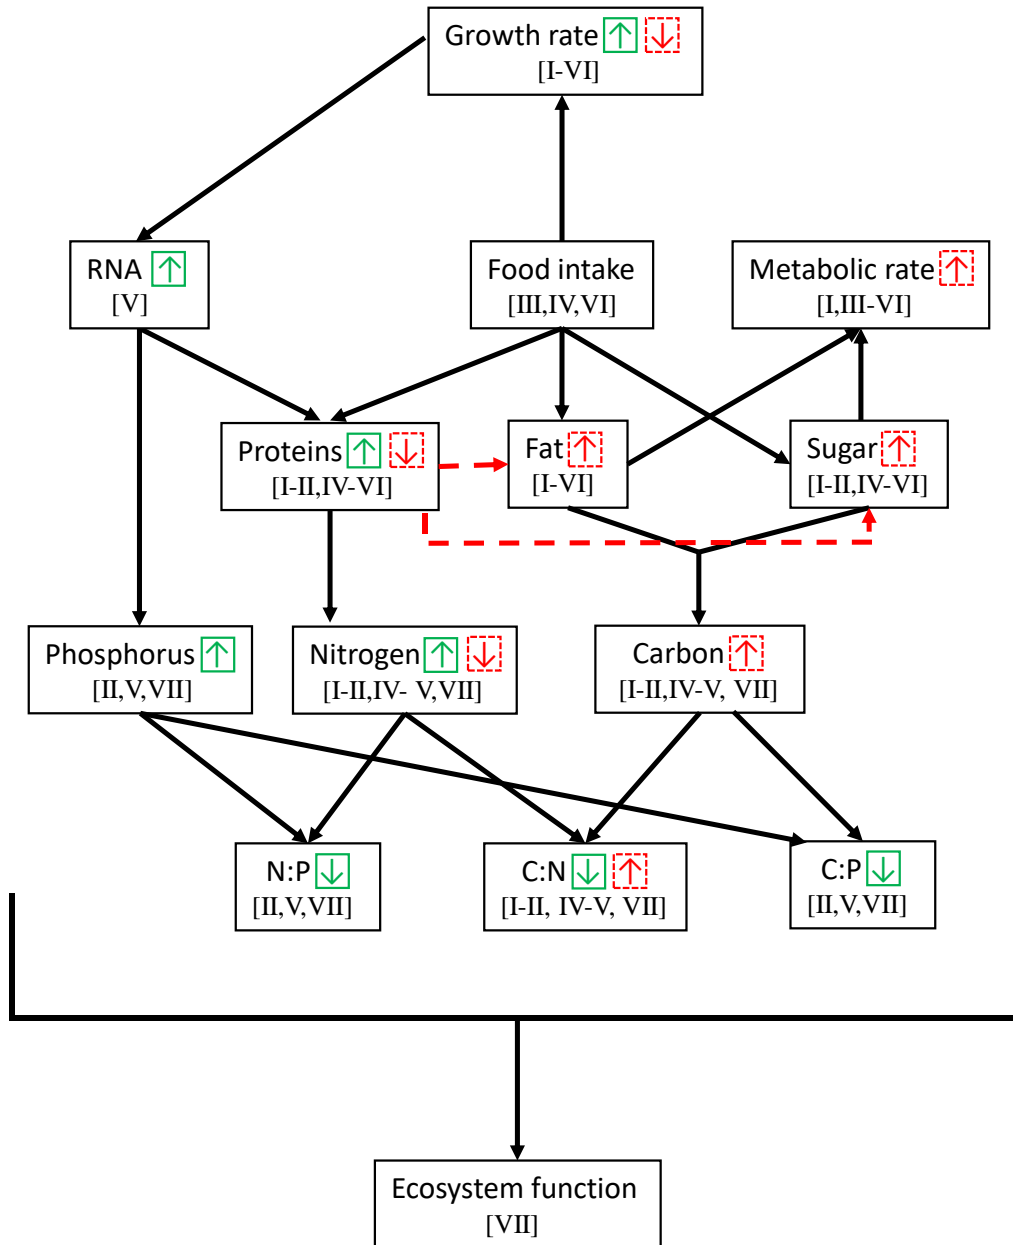 Growth rate ↑ ↓
[I-VI]
RNA ↑
[V]
Food intake
[III,IV,VI]
Metabolic rate ↑
[I,III-VI]
Proteins ↑ ↓
[I-II,IV-VI]
Fat ↑
[I-VI]
Sugar ↑
[I-II,IV-VI]
Phosphorus ↑
[II,V,VII]
Nitrogen ↑ ↓
[I-II,IV- V,VII]
Carbon ↑
[I-II,IV-V, VII]
N:P ↓
[II,V,VII]
C:N ↓ ↑
[I-II, IV-V, VII]
C:P ↓
[II,V,VII]
Ecosystem function
[VII]